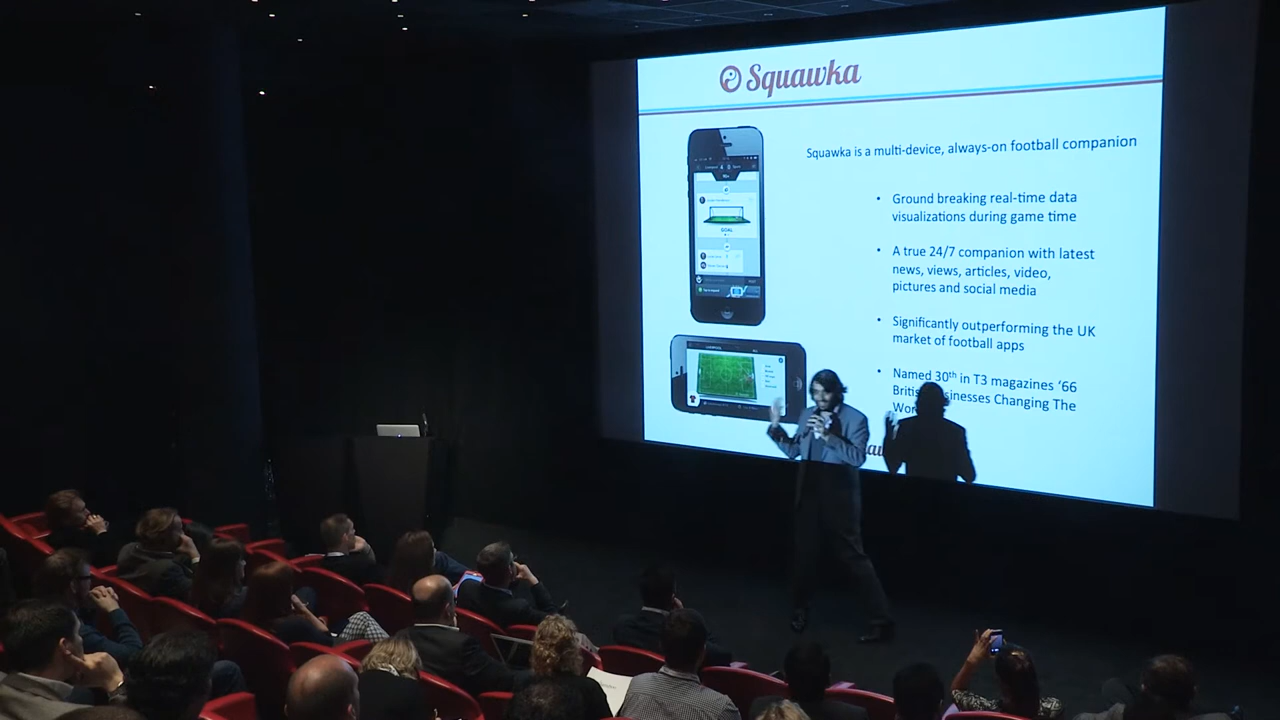 Squawka
Squawka is a multi-device, always-on football companion
• Ground breaking real-time data
visualizations during game time
• A true 24/7 companion with latest
news, views, articles, video,
pictures and social media
• Significantly outperforming the UK
market of football apps
• Named 30th in T3 magazines ‘66
Changing The
GOAL